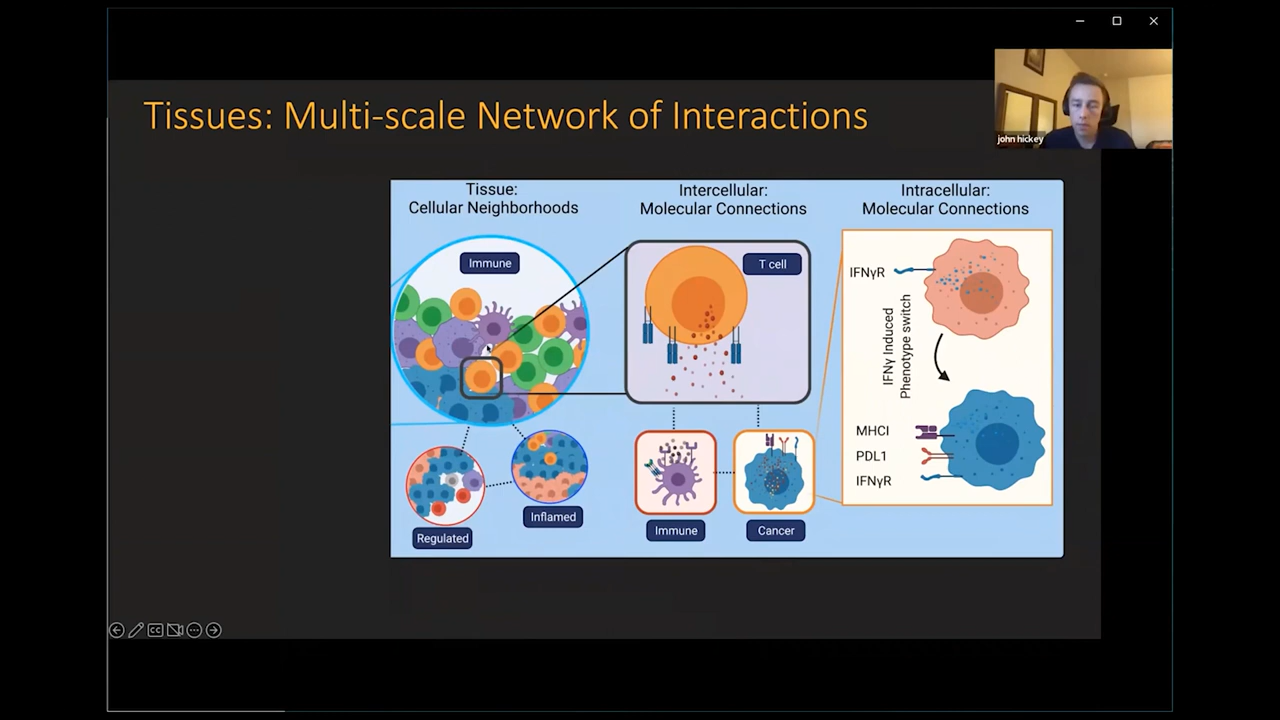 john hickey
Tissues: Multi-scale Network of Interactions
Tissue:
Cellular Neighborhoods
Immune
Regulated
Inflamed
Intercellular:
Molecular Connections
T cell
Immune
Cancer
Intracellular:
Molecular Connections
IFNγR
IFNγ Induced
Phenotype switch
MHCI
PDL1
IFNγR
CC